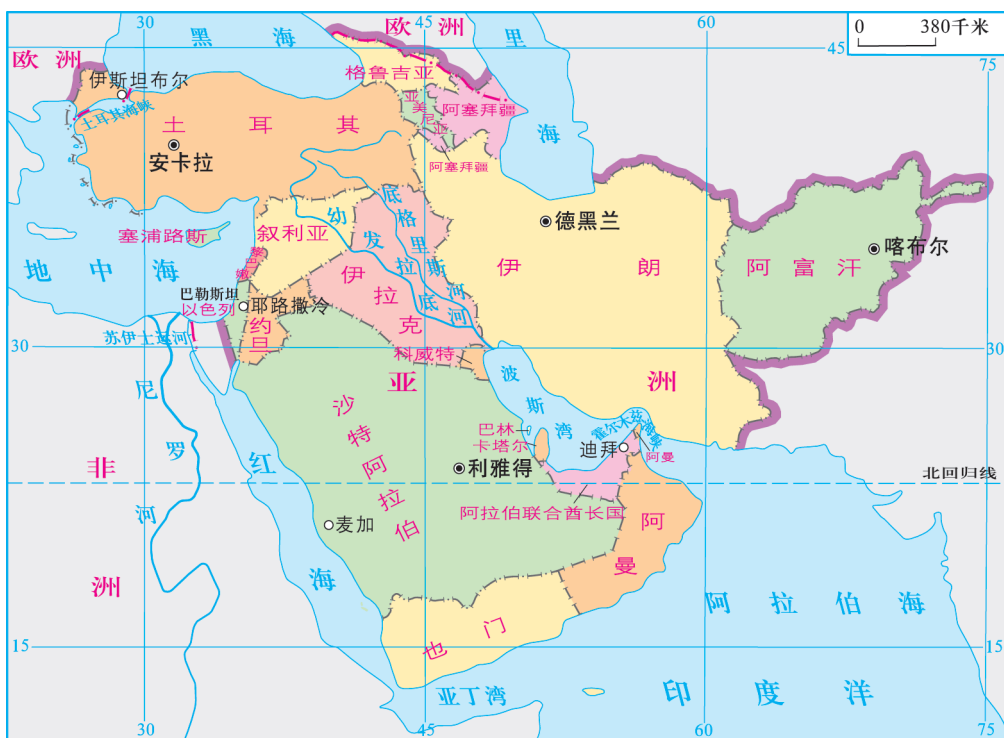 30
45
60
0 380千米
45
75
欧洲
黑海
欧洲
里海
欧洲
伊斯坦布尔
土耳其海峡
格鲁吉亚
亚美尼亚
阿塞拜疆
阿塞拜疆
土耳其
安卡拉
塞浦路斯
叙利亚
黎巴嫩
幼发拉底河
底格里斯河
德黑兰
伊朗
阿富汗
喀布尔
地中海
巴勒斯坦
以色列
耶路撒冷
约旦
伊拉克
苏伊士运河
30
30
科威特
亚洲
尼罗河
非洲
红海
沙特阿拉伯
波斯湾
巴林
卡塔尔
霍尔木兹海峡
迪拜
阿曼
利雅得
北回归线
阿拉伯联合酋长国
阿曼
麦加
阿拉伯海
也门
15
15
亚丁湾
印度洋
30
45
60
75